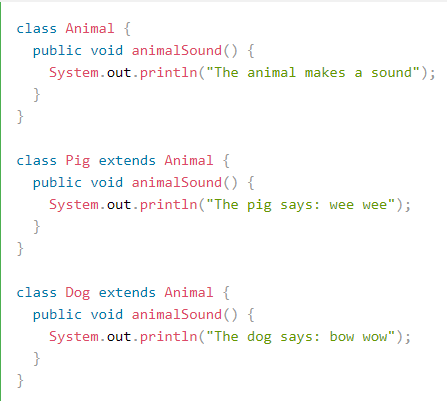 class Animal {
  public void animalSound() {
    System.out.println("The animal makes a sound");
  }
}

class Pig extends Animal {
  public void animalSound() {
    System.out.println("The pig says: wee wee");
  }
}

class Dog extends Animal {
  public void animalSound() {
    System.out.println("The dog says: bow wow");
  }
}